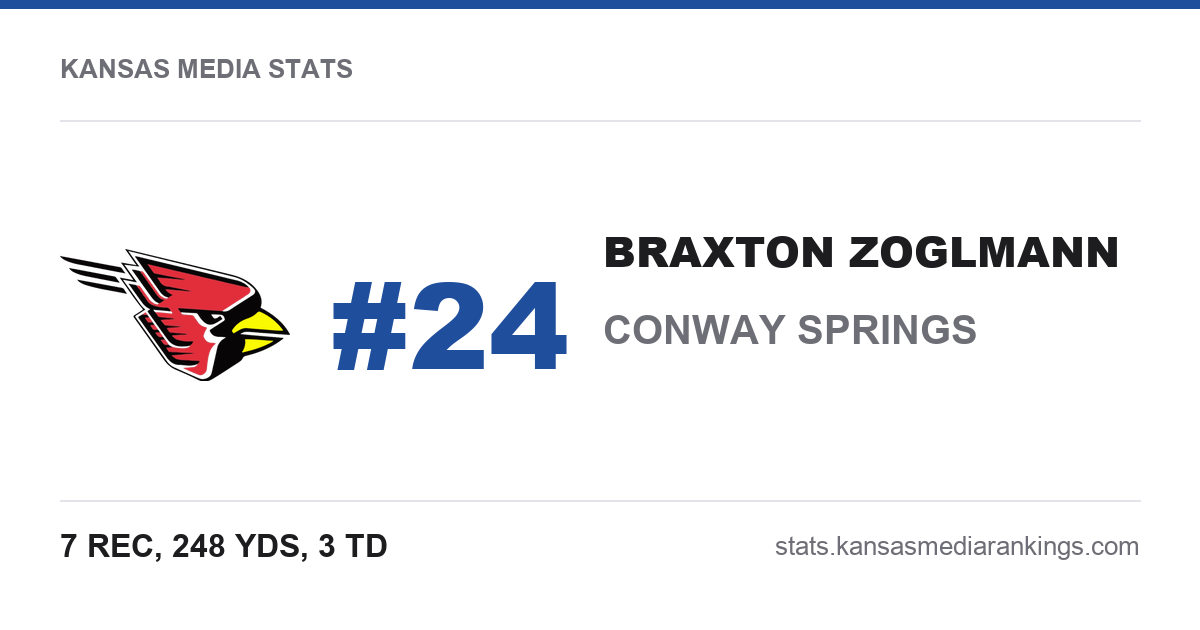 KANSAS MEDIA STATS
#24
BRAXTON ZOGLMANN
CONWAY SPRINGS
7 REC, 248 YDS, 3 TD
stats.kansasmediarankings.com